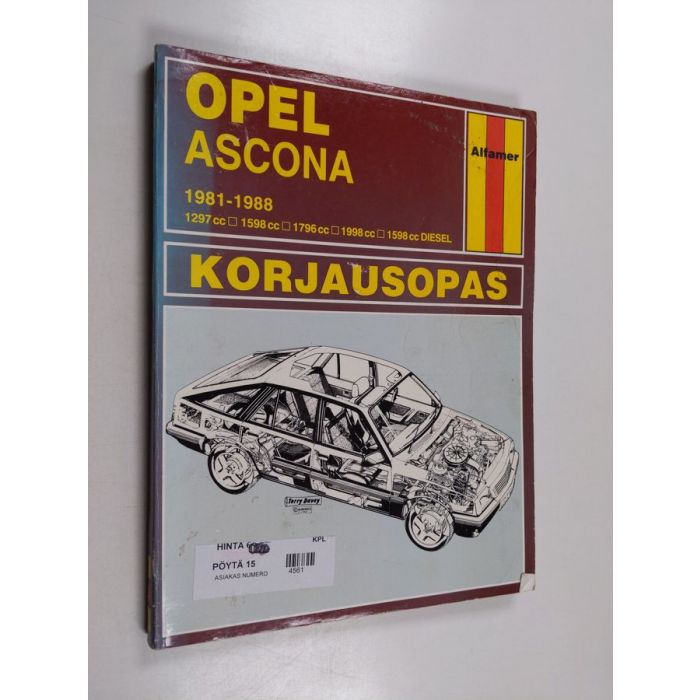 OPEL
ASCONA
Alfamer
1981-1988
1297 cc □ 1598 cc □ 1796 cc □ 1998 cc □ 1598 cc DIESEL
KORJAUSOPAS
Terry Davey
HINTA
KPL
PÖYTÄ 15
ASIAKAS NUMERO
4561